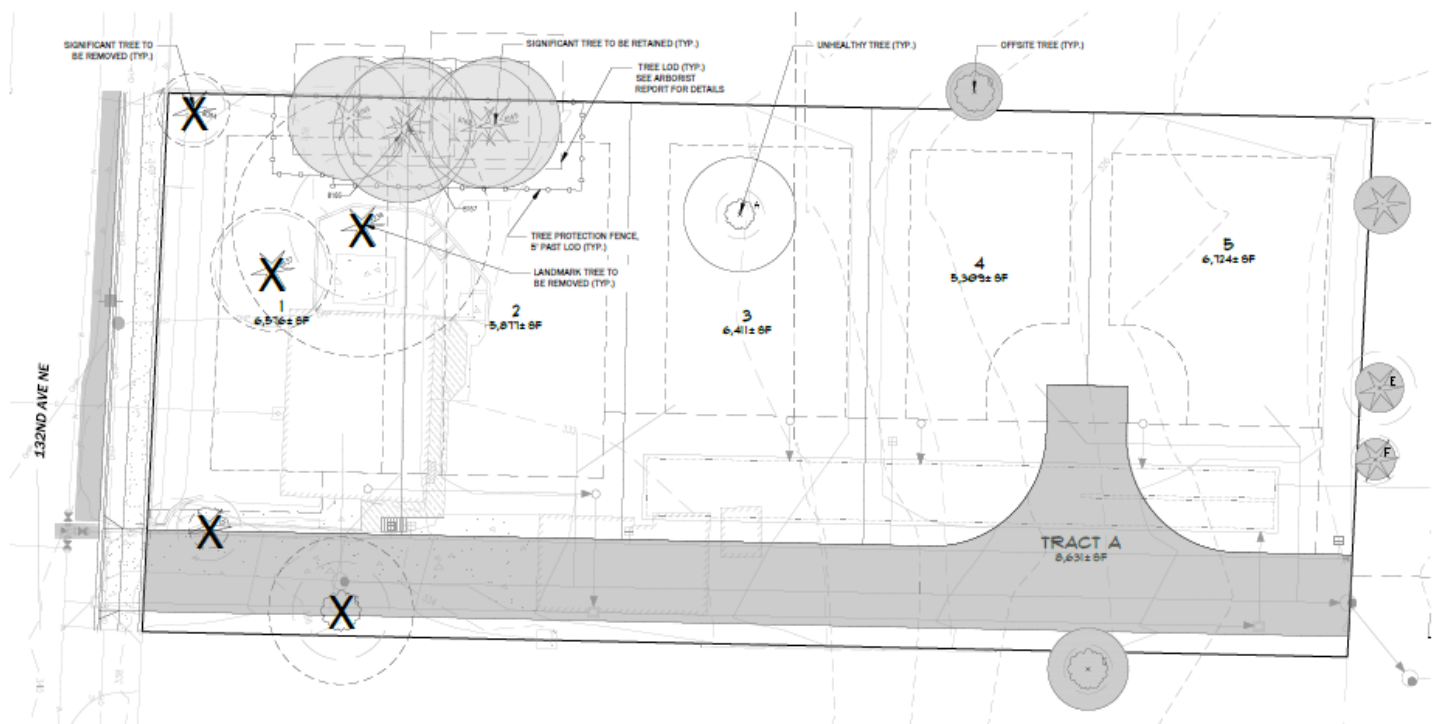 SIGNIFICANT TREE TO
BE REMOVED (TYP.)
SIGNIFICANT TREE TO BE RETAINED (TYP.)
TREE LOD (TYP.)
SEE ARBORIST
REPORT FOR DETAILS
UNHEALTHY TREE (TYP.)
OFFSITE TREE (TYP.)
TREE PROTECTION FENCE,
5' PAST LOD (TYP.)
LANDMARK TREE TO
BE REMOVED (TYP.)
1
6,576± SF
2
5,877± SF
3
6,411± SF
4
5,369± SF
5
6,724± SF
E
F
132ND AVE NE
TRACT A
8,631± SF